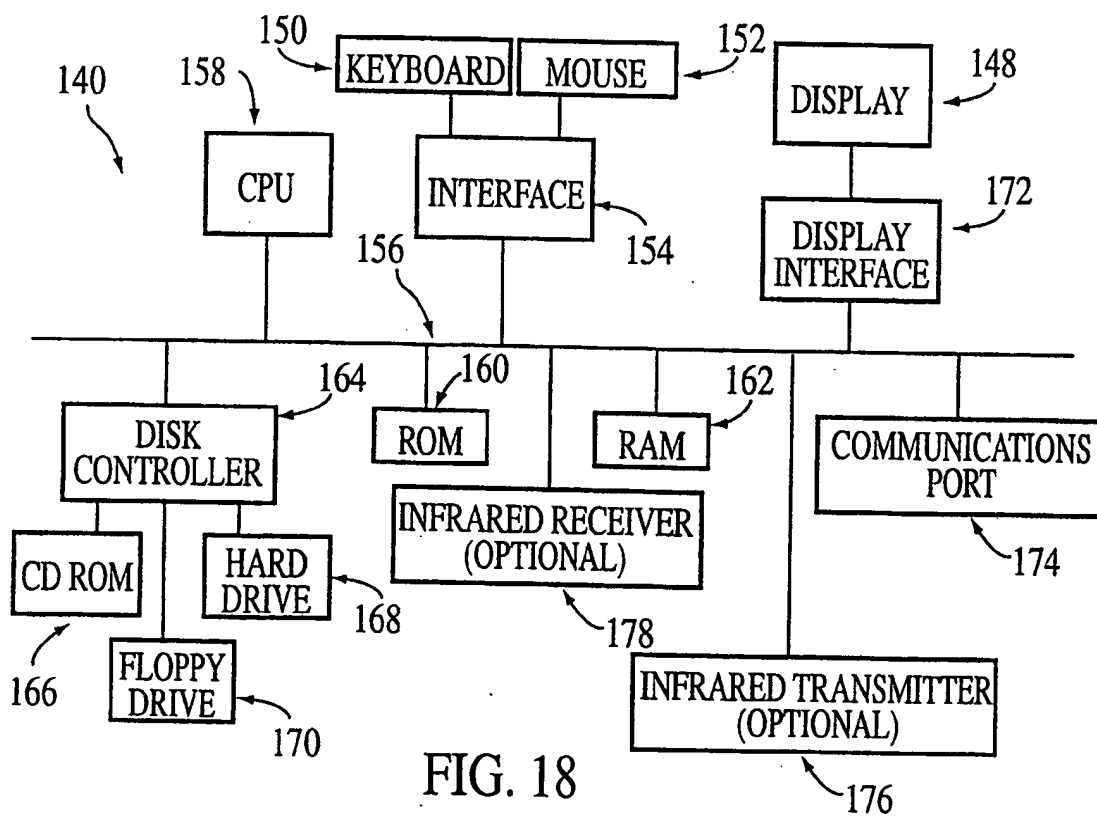 150
KEYBOARD
MOUSE
152
158
140
DISPLAY
148
CPU
INTERFACE
154
172
DISPLAY
INTERFACE
156
164
DISK
CONTROLLER
160
ROM
162
RAM
COMMUNICATIONS
PORT
174
INFRARED RECEIVER
(OPTIONAL)
178
CD ROM
166
HARD
DRIVE
168
FLOPPY
DRIVE
170
INFRARED TRANSMITTER
(OPTIONAL)
176
FIG. 18